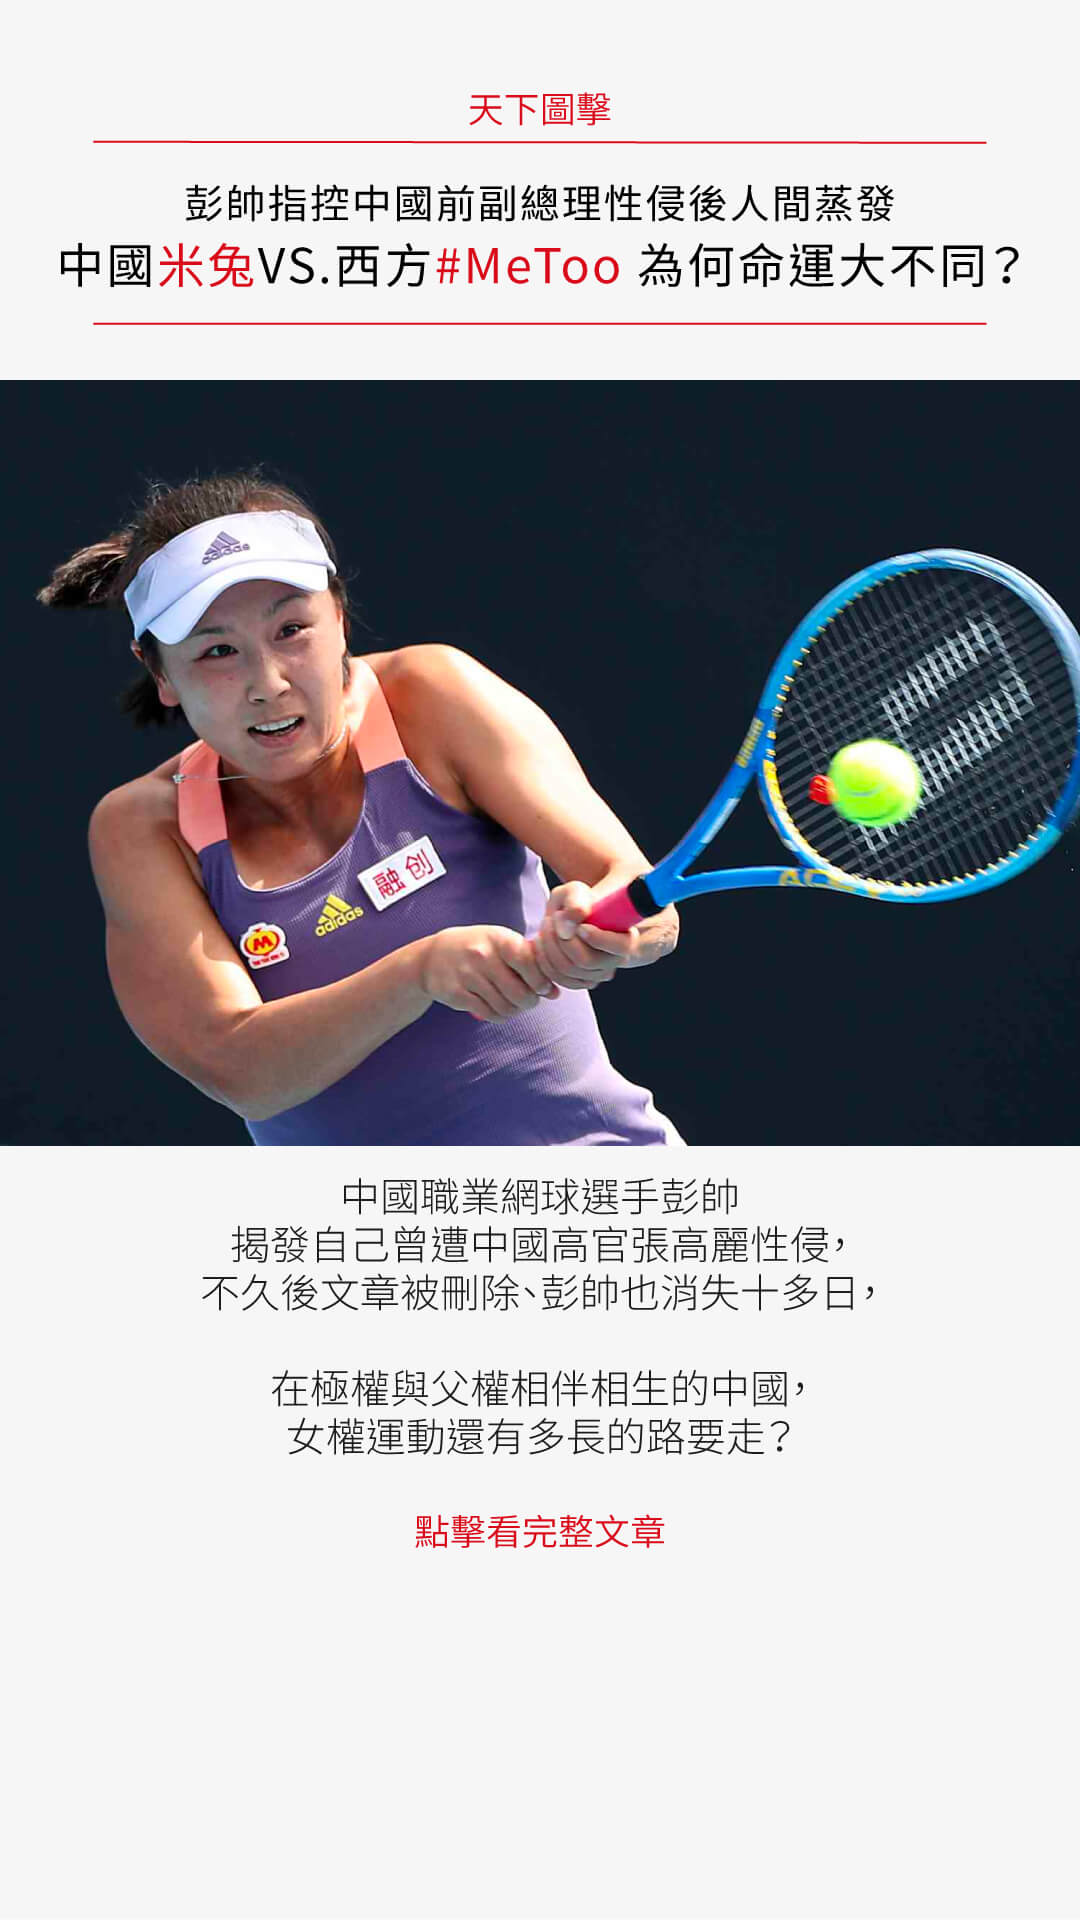 天下圖擊
彭帥指控中國前副總理性侵後人間蒸發
中國米兔VS.西方#MeToo 為何命運大不同？
adidas
融创
adidas
M
中國職業網球選手彭帥
揭發自己曾遭中國高官張高麗性侵，
不久後文章被刪除、彭帥也消失十多日，
在極權與父權相伴相生的中國，
女權運動還有多長的路要走？
點擊看完整文章